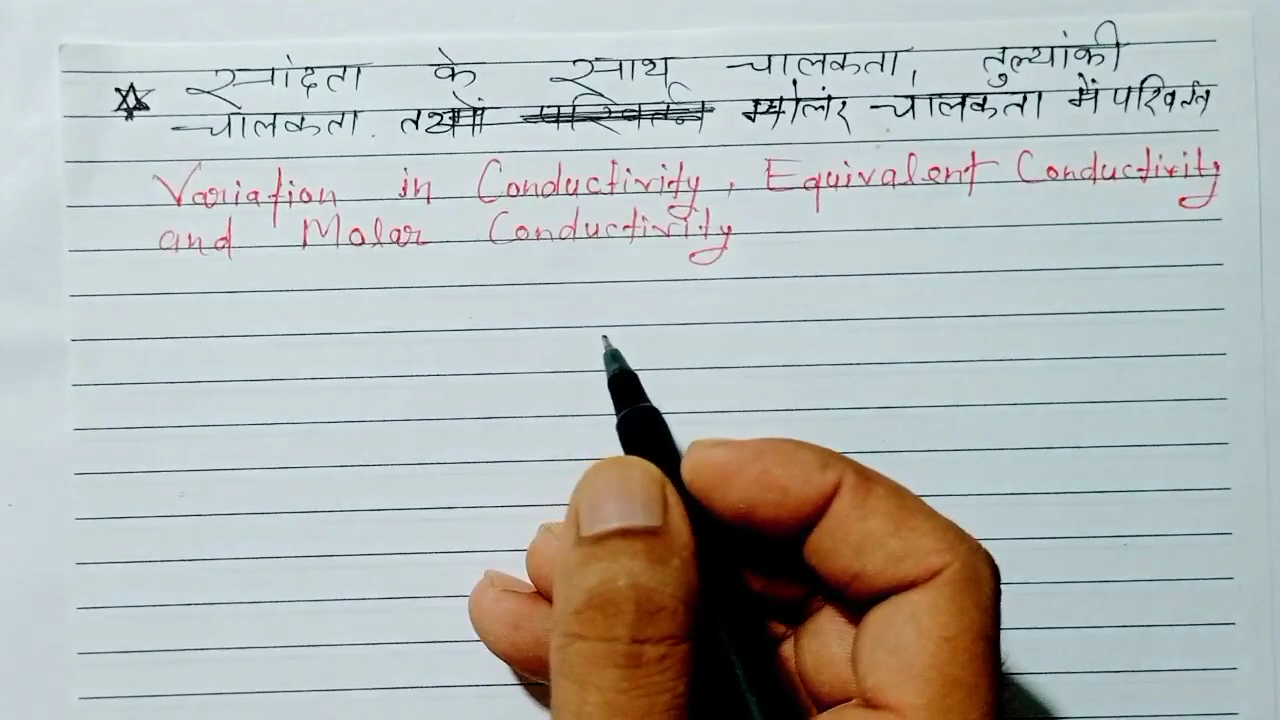 सांद्रता के साथ चालकता, तुल्यांकी
चालकता तथा मोलर चालकता में परिवर्तन
Variation in Conductivity, Equivalent Conductivity
and Molar Conductivity